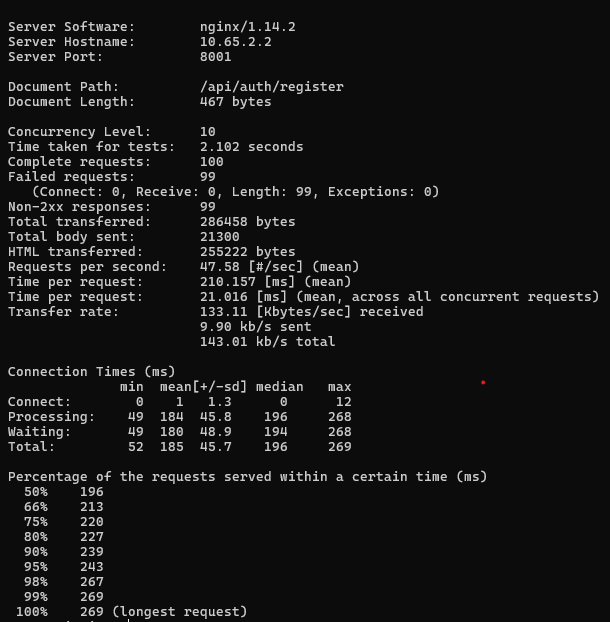 Server Software:        nginx/1.14.2
Server Hostname:        10.65.2.2
Server Port:            8001

Document Path:          /api/auth/register
Document Length:        467 bytes

Concurrency Level:      10
Time taken for tests:   2.102 seconds
Complete requests:      100
Failed requests:        99
   (Connect: 0, Receive: 0, Length: 99, Exceptions: 0)
Non-2xx responses:      99
Total transferred:      286458 bytes
Total body sent:        21300
HTML transferred:       255222 bytes
Requests per second:    47.58 [#/sec] (mean)
Time per request:       210.157 [ms] (mean)
Time per request:       21.016 [ms] (mean, across all concurrent requests)
Transfer rate:          133.11 [Kbytes/sec] received
                        9.90 kb/s sent
                        143.01 kb/s total

Connection Times (ms)
              min  mean[+/-sd] median   max
Connect:        0    1   1.3      0      12
Processing:    49  184  45.8    196     268
Waiting:       49  180  48.9    194     268
Total:         52  185  45.7    196     269

Percentage of the requests served within a certain time (ms)
  50%    196
  66%    213
  75%    220
  80%    227
  90%    239
  95%    243
  98%    267
  99%    269
 100%    269 (longest request)